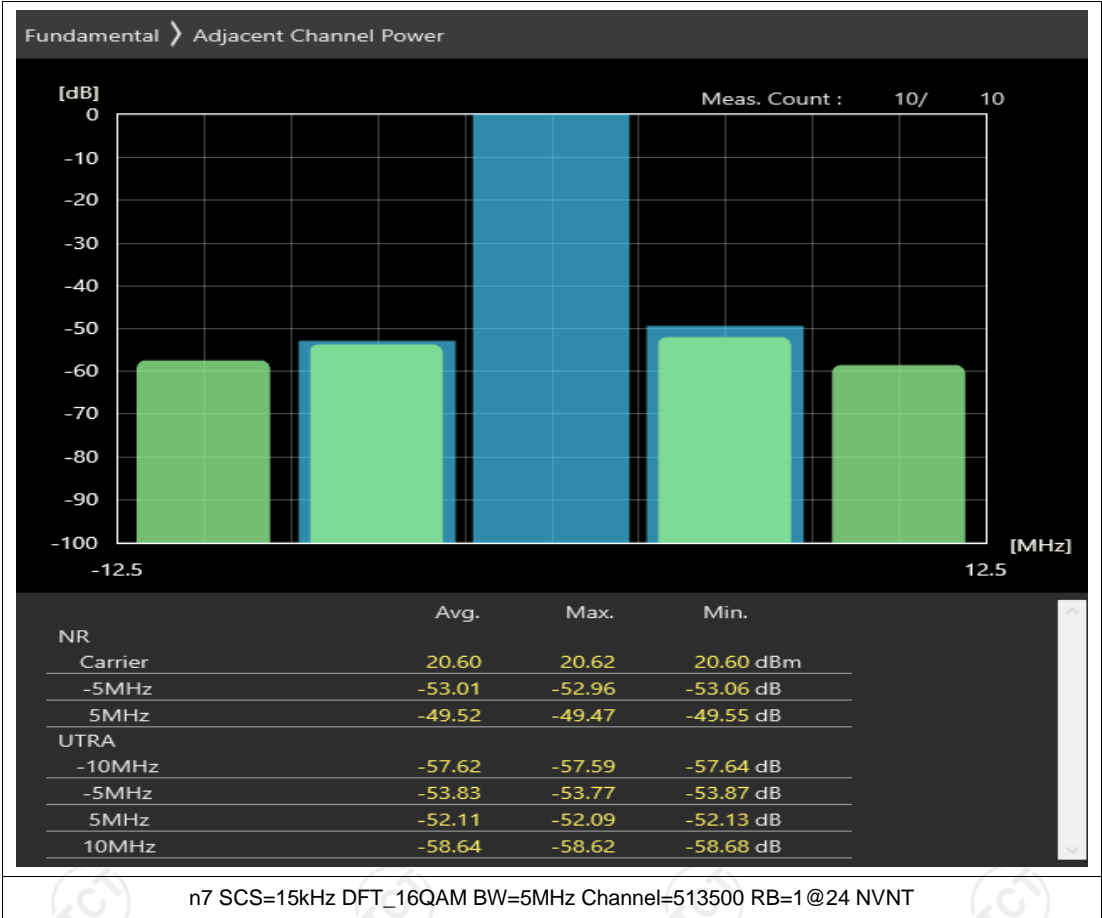 Fundamental 〉 Adjacent Channel Power
[dB]
Meas. Count : 10/ 10
0
-10
-20
-30
-40
-50
-60
-70
-80
-90
-100
[MHz]
-12.5 12.5
Avg. Max. Min.
NR
Carrier 20.60 20.62 20.60 dBm
-5MHz -53.01 -52.96 -53.06 dB
5MHz -49.52 -49.47 -49.55 dB
UTRA
-10MHz -57.62 -57.59 -57.64 dB
-5MHz -53.83 -53.77 -53.87 dB
5MHz -52.11 -52.09 -52.13 dB
10MHz -58.64 -58.62 -58.68 dB
n7 SCS=15kHz DFT_16QAM BW=5MHz Channel=513500 RB=1@24 NVNT
TCT TCT TCT TCT